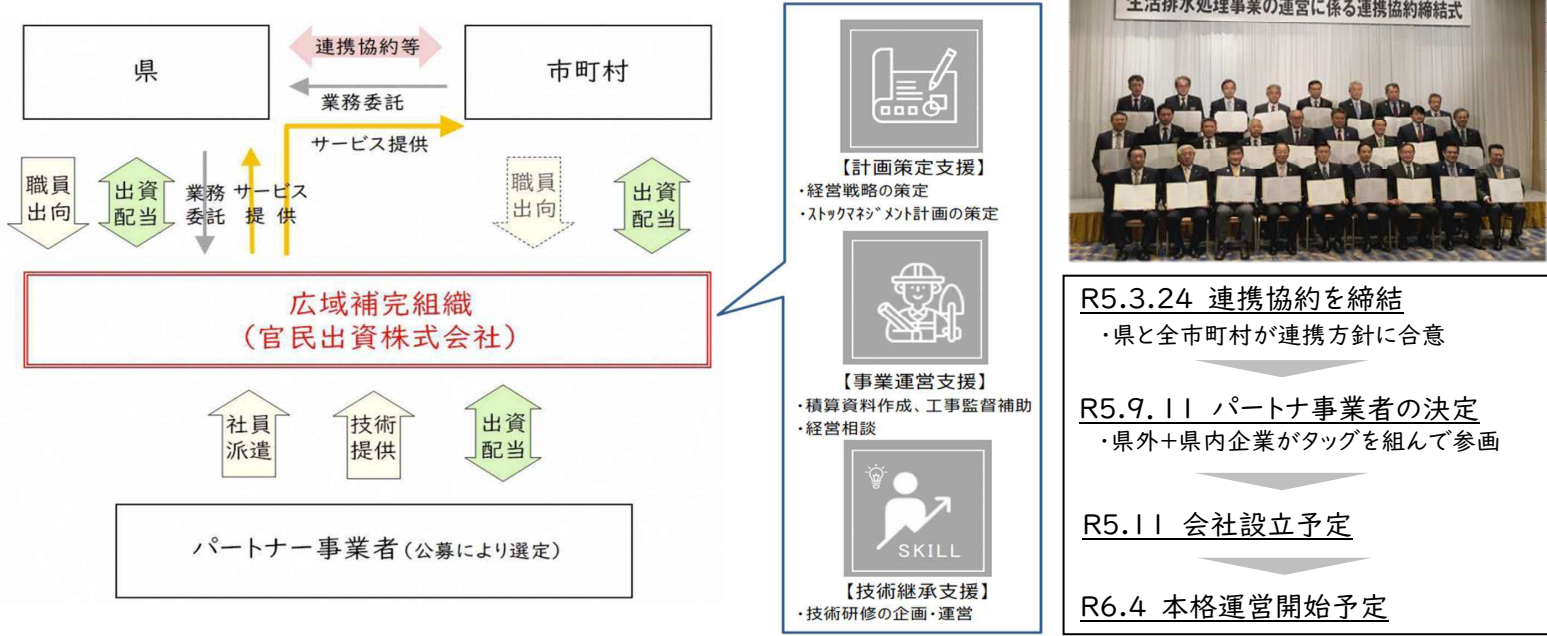 県
連携協約等
市町村
業務委託
サービス提供
職員
出向
出資
配当
業務
委託
サービス
提供
職員
出向
出資
配当
広域補完組織
（官民出資株式会社）
社員
派遣
技術
提供
出資
配当
パートナー事業者（公募により選定）
【計画策定支援】
・経営戦略の策定
・ｽﾄｯｸﾏﾈｼﾞﾒﾝﾄ計画の策定
【事業運営支援】
・積算資料作成、工事監督補助
・経営相談
SKILL
【技術継承支援】
・技術研修の企画・運営
生活排水処理事業の運営に係る連携協約締結式
R5.3.24 連携協約を締結
・県と全市町村が連携方針に合意
R5.9.11 パートナ事業者の決定
・県外+県内企業がタッグを組んで参画
R5.11 会社設立予定
R6.4 本格運営開始予定